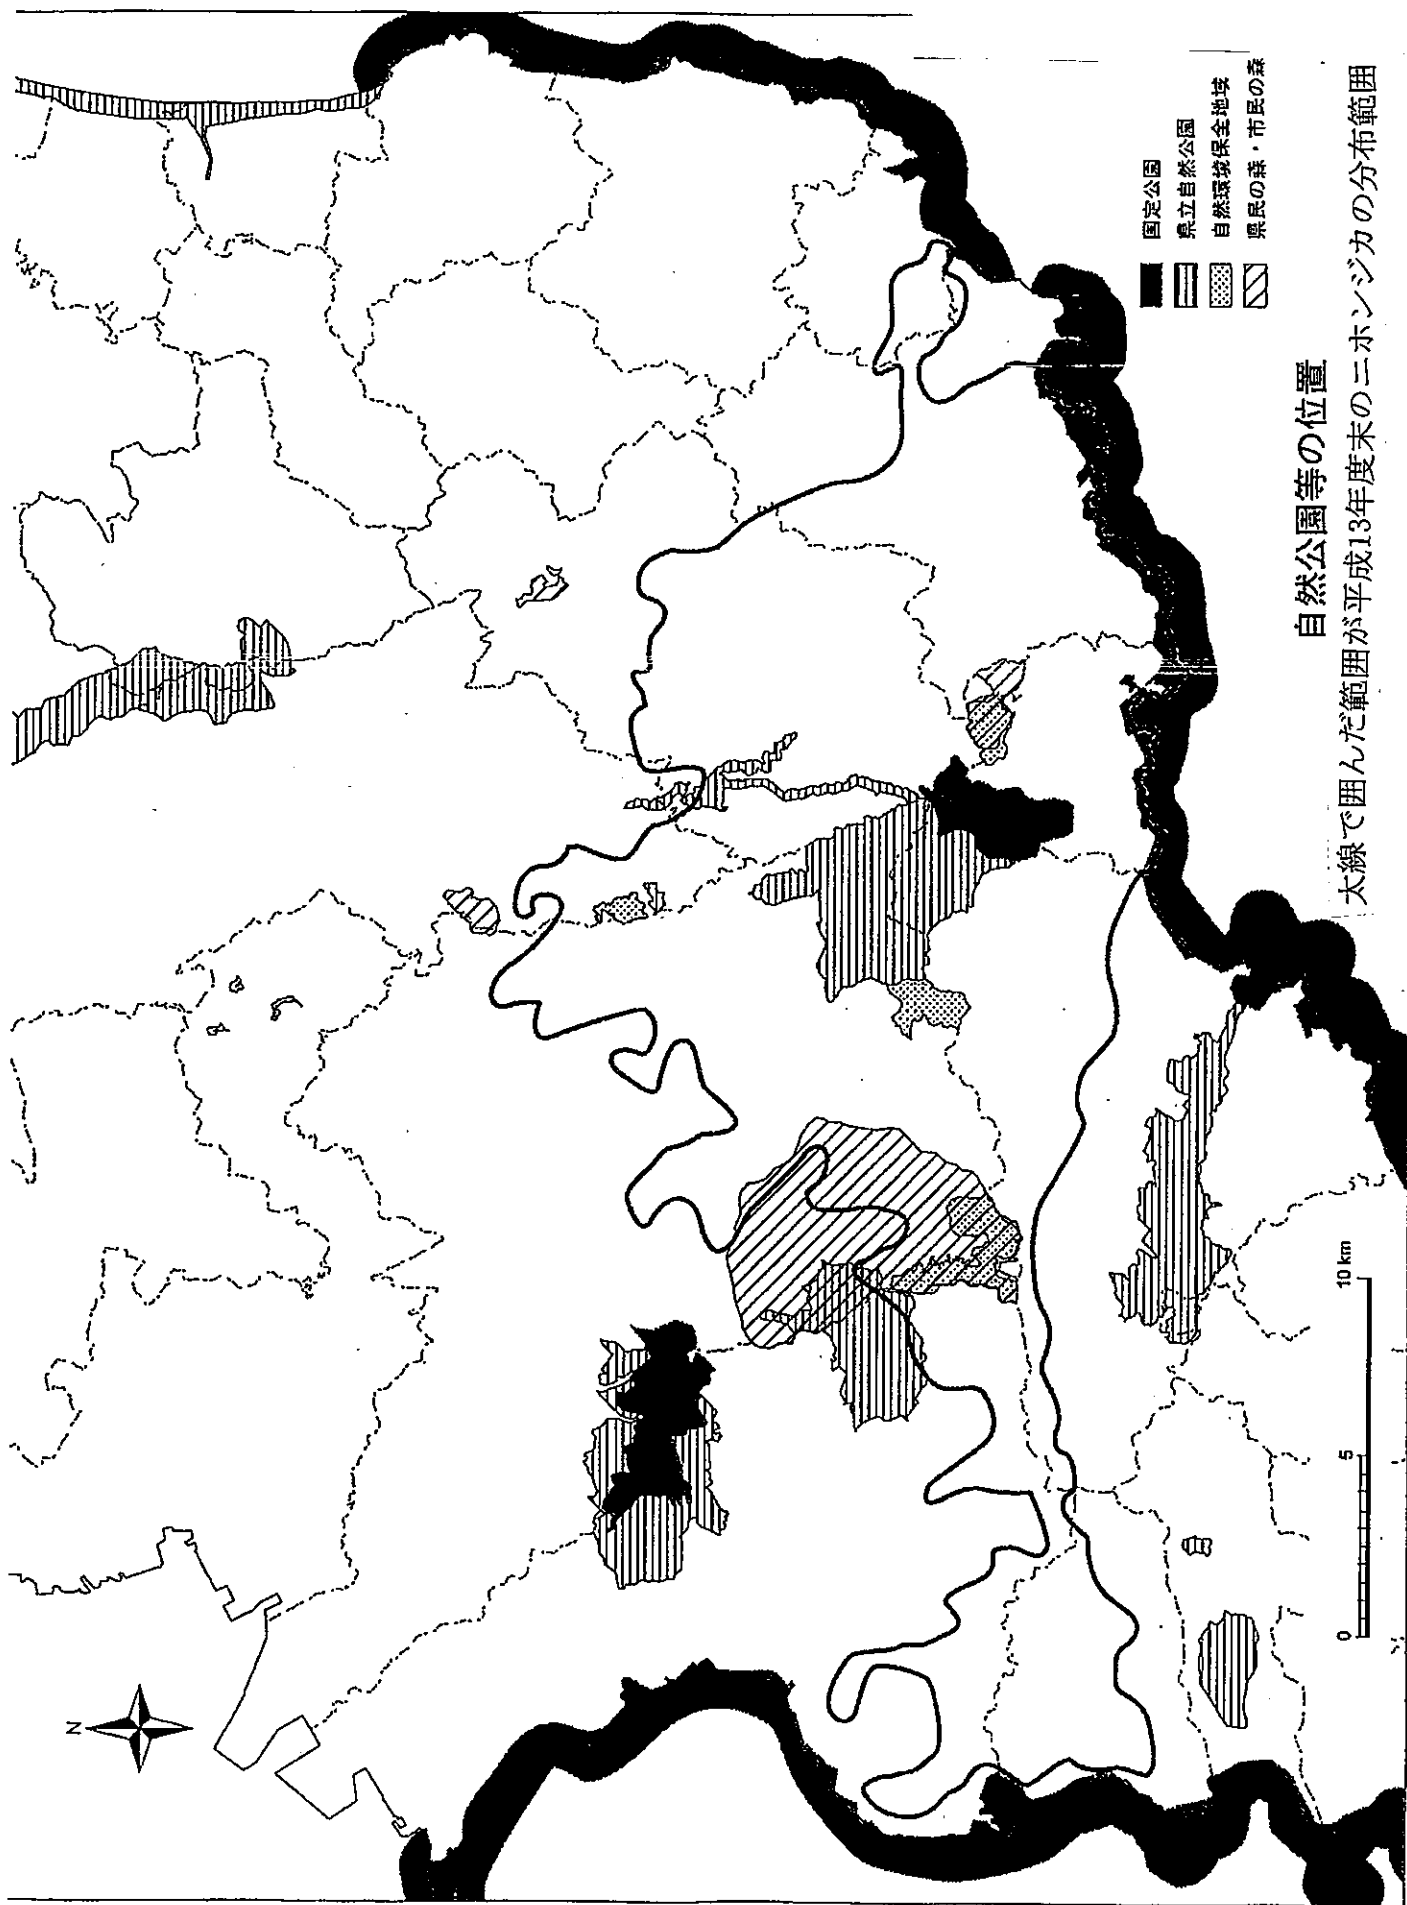 N
国定公園
県立自然公園
自然環境保全地域
県民の森・市民の森
0 5 10 km
自然公園等の位置
太線で囲んだ範囲が平成13年度末のニホンジカの分布範囲